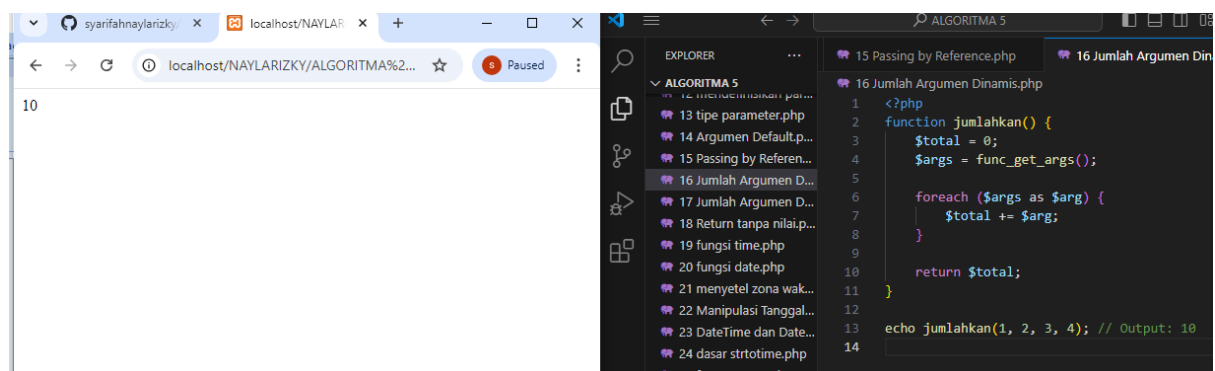 syarifahnaylarizky/
localhost/NAYLAR
localhost/NAYLARIZKY/ALGORITMA%2...
s Paused
10
ALGORITMA 5
EXPLORER
ALGORITMA 5
13 tipe parameter.php
14 Argumen Default.p...
15 Passing by Referen...
16 Jumlah Argumen D...
17 Jumlah Argumen D...
18 Return tanpa nilai.p...
19 fungsi time.php
20 fungsi date.php
21 menyetel zona wak...
22 Manipulasi Tanggal...
23 DateTime dan Date...
24 dasar strtotime.php
15 Passing by Reference.php
16 Jumlah Argumen Din
16 Jumlah Argumen Dinamis.php
1 <?php
2 function jumlahkan() {
3 $total = 0;
4 $args = func_get_args();
5
6 foreach ($args as $arg) {
7 $total += $arg;
8 }
9
10 return $total;
11 }
12
13 echo jumlahkan(1, 2, 3, 4); // Output: 10
14